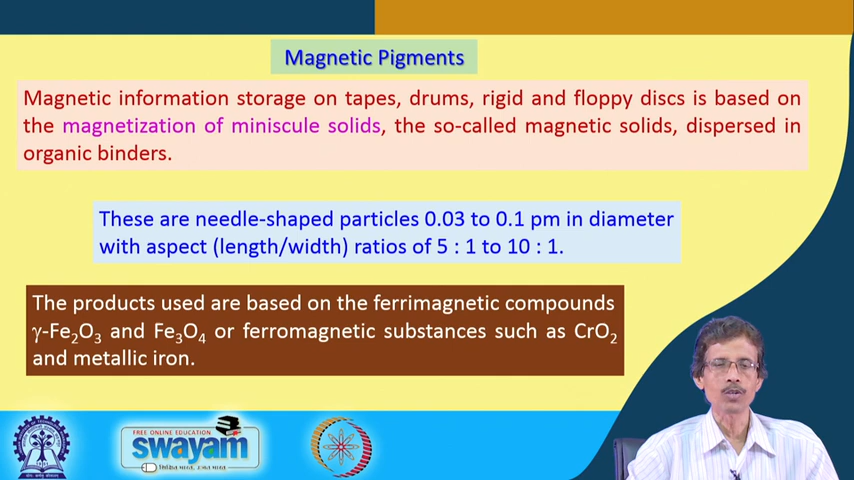 Magnetic Pigments
Magnetic information storage on tapes, drums, rigid and floppy discs is based on
the magnetization of miniscule solids, the so-called magnetic solids, dispersed in
organic binders.
These are needle-shaped particles 0.03 to 0.1 pm in diameter
with aspect (length/width) ratios of 5 : 1 to 10 : 1.
The products used are based on the ferrimagnetic compounds
γ-Fe₂O₃ and Fe₃O₄ or ferromagnetic substances such as CrO₂
and metallic iron.
FREE ONLINE EDUCATION
swayam